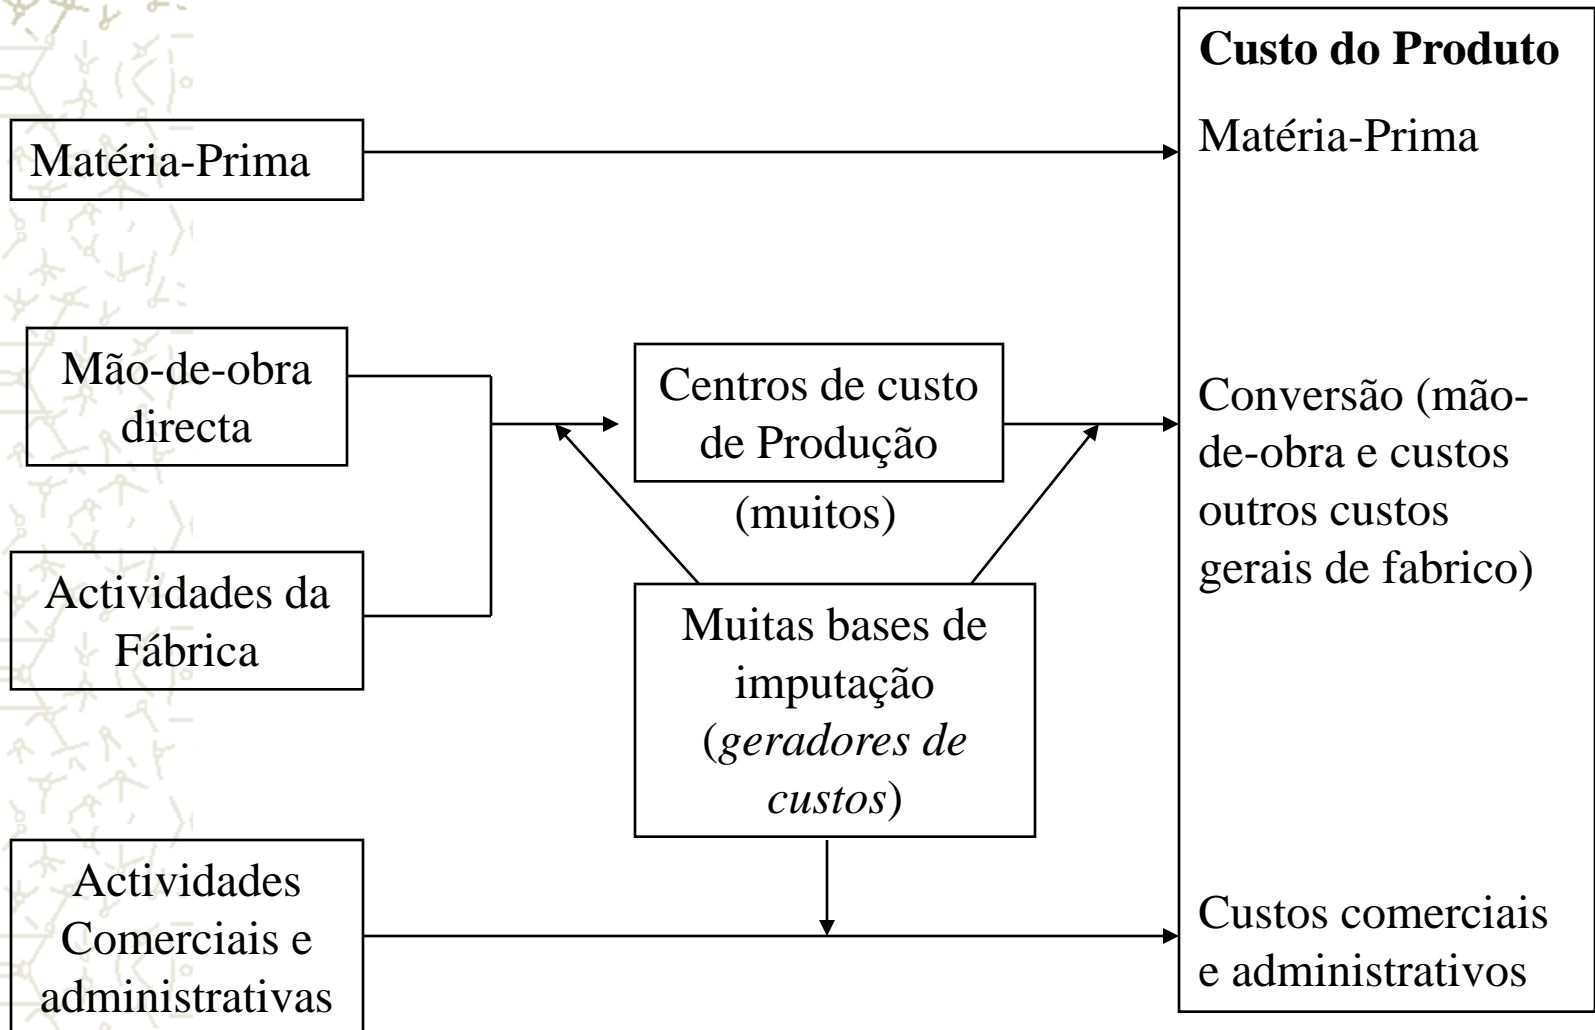 Custo do Produto
Matéria-Prima
Matéria-Prima
Mão-de-obra
directa
Centros de custo
de Produção
(muitos)
Conversão (mão-
de-obra e custos
outros custos
gerais de fabrico)
Actividades da
Fábrica
Muitas bases de
imputação
(geradores de
custos)
Actividades
Comerciais e
administrativas
Custos comerciais
e administrativos